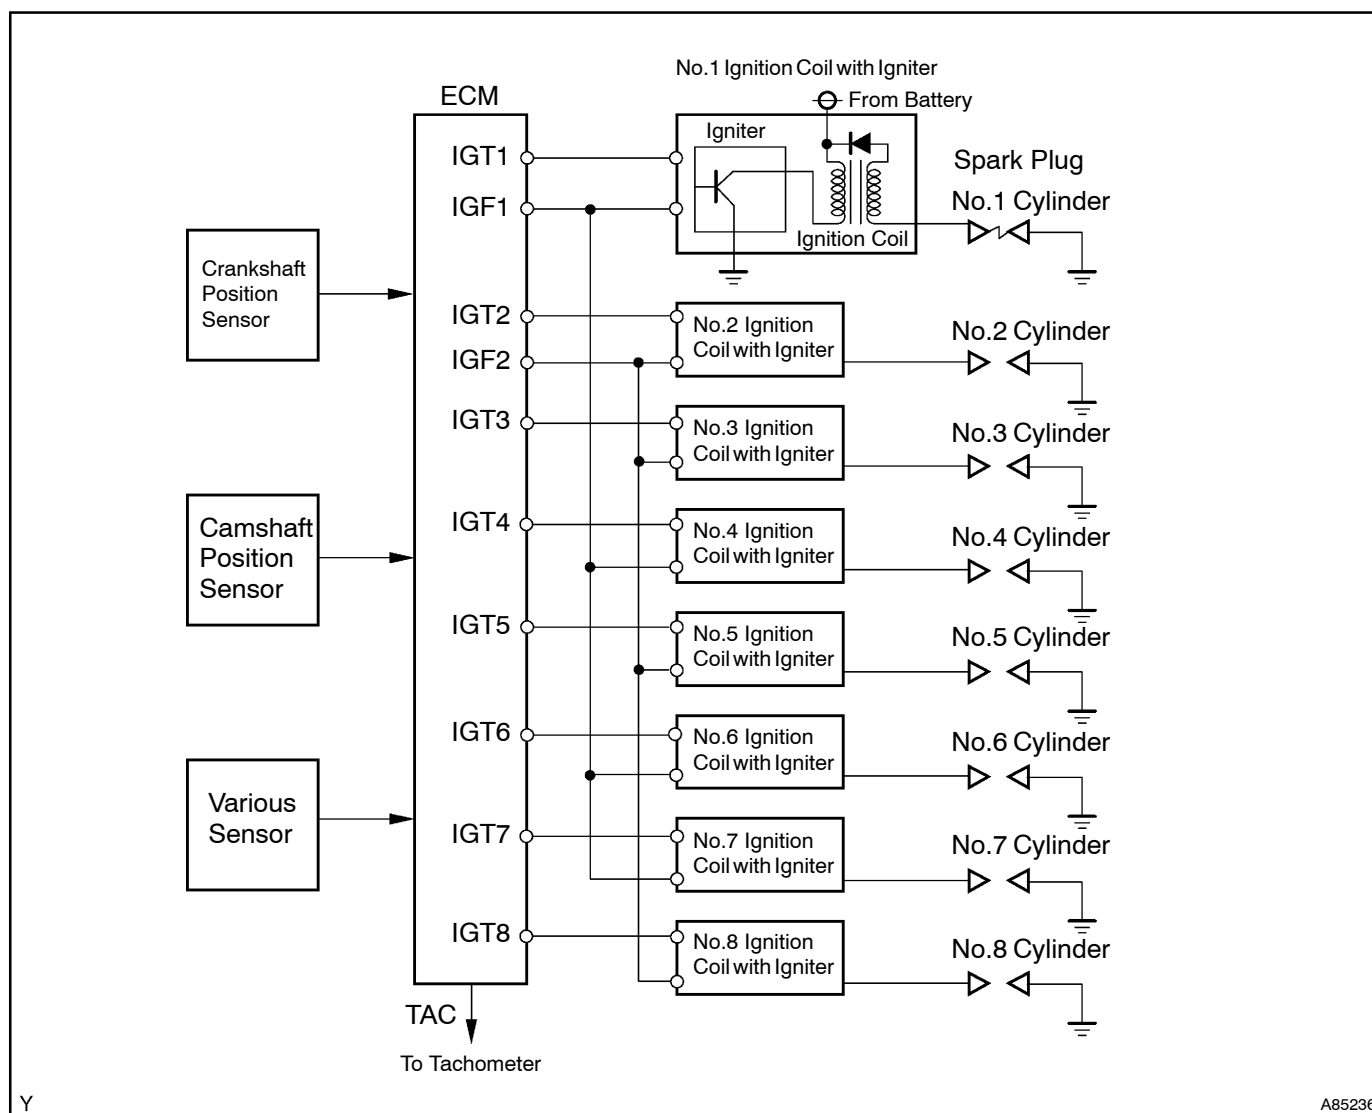 No.1 Ignition Coil with Igniter
From Battery
ECM
Igniter
Ignition Coil
Spark Plug
No.1 Cylinder
IGT1
IGF1
Crankshaft
Position
Sensor
IGT2
IGF2
No.2 Ignition
Coil with Igniter
No.2 Cylinder
IGT3
No.3 Ignition
Coil with Igniter
No.3 Cylinder
Camshaft
Position
Sensor
IGT4
No.4 Ignition
Coil with Igniter
No.4 Cylinder
IGT5
No.5 Ignition
Coil with Igniter
No.5 Cylinder
IGT6
No.6 Ignition
Coil with Igniter
No.6 Cylinder
Various
Sensor
IGT7
No.7 Ignition
Coil with Igniter
No.7 Cylinder
IGT8
No.8 Ignition
Coil with Igniter
No.8 Cylinder
TAC
To Tachometer
Y
A85236